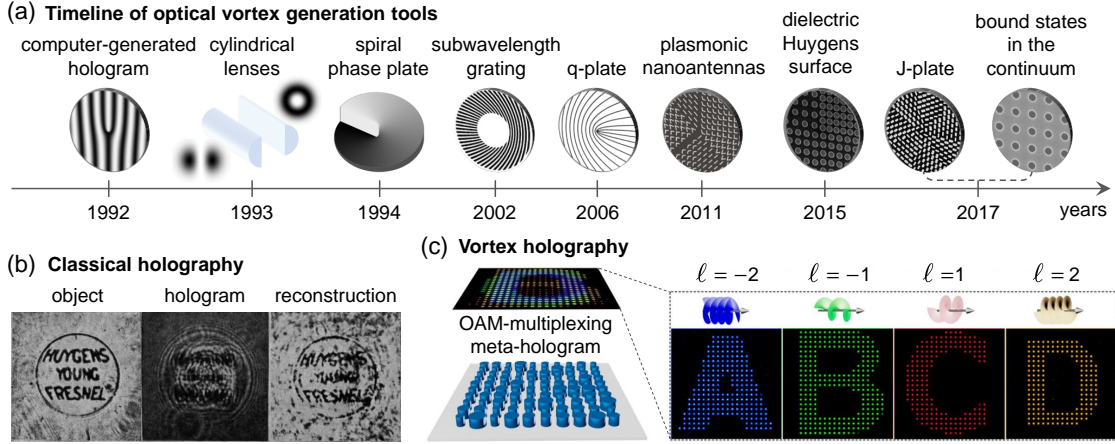 (a) Timeline of optical vortex generation tools
computer-generated
hologram
cylindrical
lenses
spiral
phase plate
subwavelength
grating
q-plate
plasmonic
nanoantennas
dielectric
Huygens
surface
J-plate
bound states
in the
continuum
1992
1993
1994
2002
2006
2011
2015
2017
years
(b) Classical holography
object
hologram
reconstruction
HUYGENS
YOUNG
FRESNEL
HUYGENS
YOUNG
FRESNEL
(c) Vortex holography
OAM-multiplexing
meta-hologram
ℓ = −2
ℓ = −1
ℓ =1
ℓ = 2
A
B
C
D